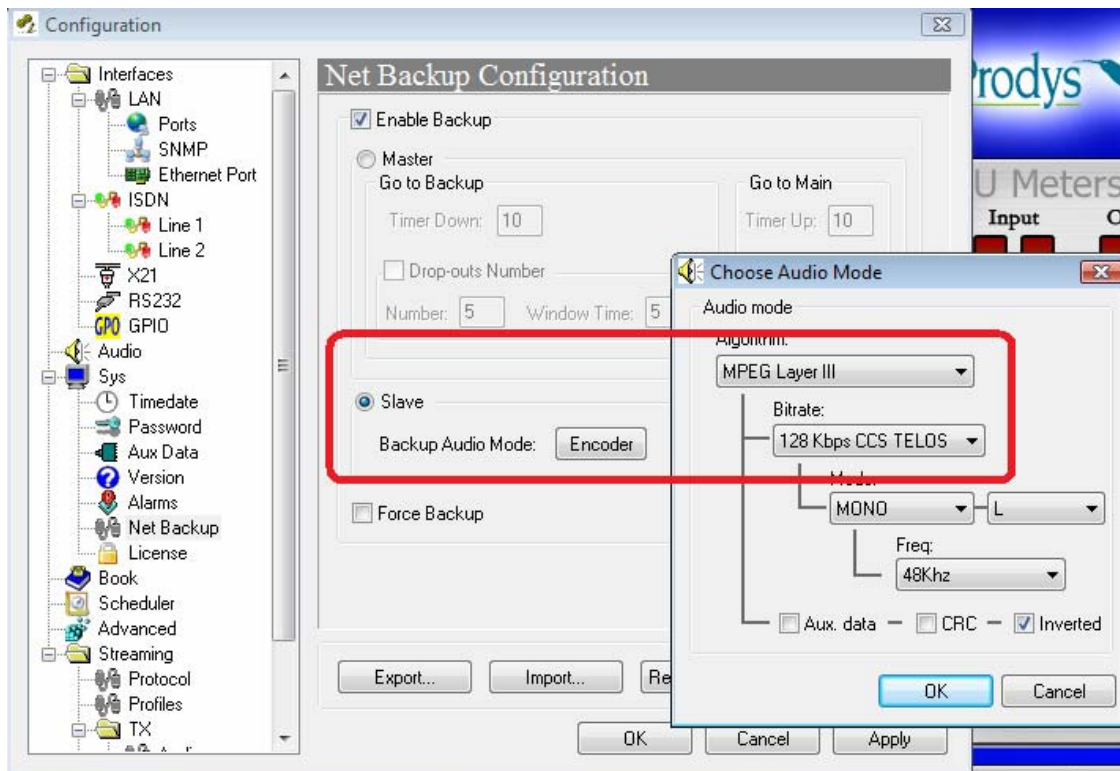 Configuration
Interfaces
LAN
Ports
SNMP
Ethernet Port
ISDN
Line 1
Line 2
X21
RS232
GPO GPIO
Audio
Sys
Timedate
Password
Aux Data
Version
Alarms
Net Backup
License
Book
Scheduler
Advanced
Streaming
Protocol
Profiles
TX
Net Backup Configuration
Enable Backup
Master
Go to Backup
Timer Down: 10
Drop-outs Number
Number: 5 Window Time: 5
Go to Main
Timer Up: 10
Slave
Backup Audio Mode: Encoder
Force Backup
Export... Import... Re
OK Cancel Apply
Choose Audio Mode
Audio mode
Algorithm:
MPEG Layer III
Bitrate:
128 Kbps CCS TELOS
Mode:
MONO L
Freq:
48Khz
Aux. data CRC Inverted
OK Cancel
rodys
U Meters
Input